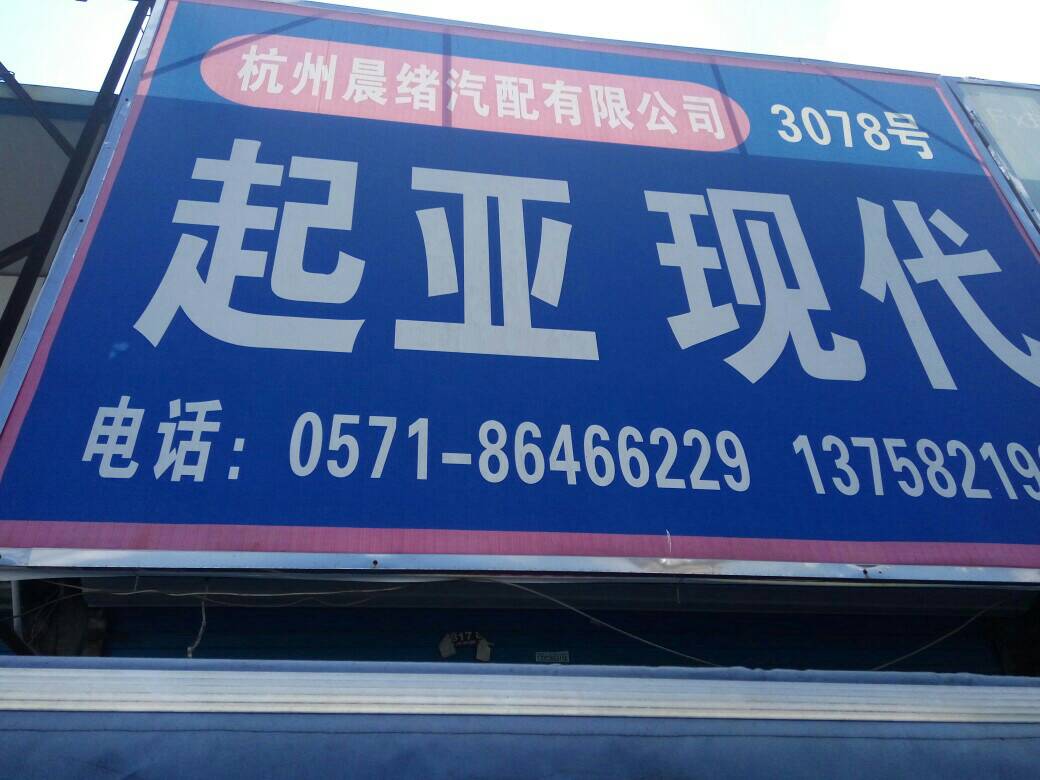 杭州晨绪汽配有限公司 3078号
起亚 现代
电话：0571-86466229 13758219